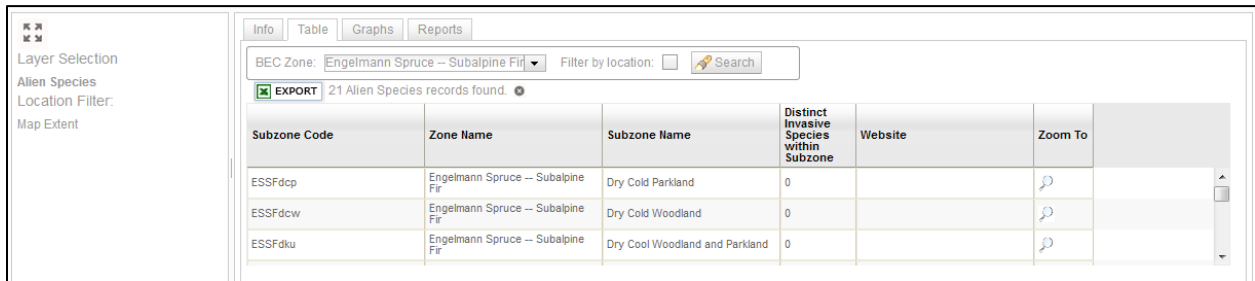 Layer Selection
Alien Species
Location Filter:
Map Extent
Info Table Graphs Reports
BEC Zone: Engelmann Spruce -- Subalpine Fir Filter by location: Search
EXPORT 21 Alien Species records found.
Subzone Code Zone Name Subzone Name Distinct Invasive Species within Subzone Website Zoom To
ESSFdcp Engelmann Spruce -- Subalpine Fir Dry Cold Parkland 0
ESSFdcw Engelmann Spruce -- Subalpine Fir Dry Cold Woodland 0
ESSFdku Engelmann Spruce -- Subalpine Fir Dry Cool Woodland and Parkland 0